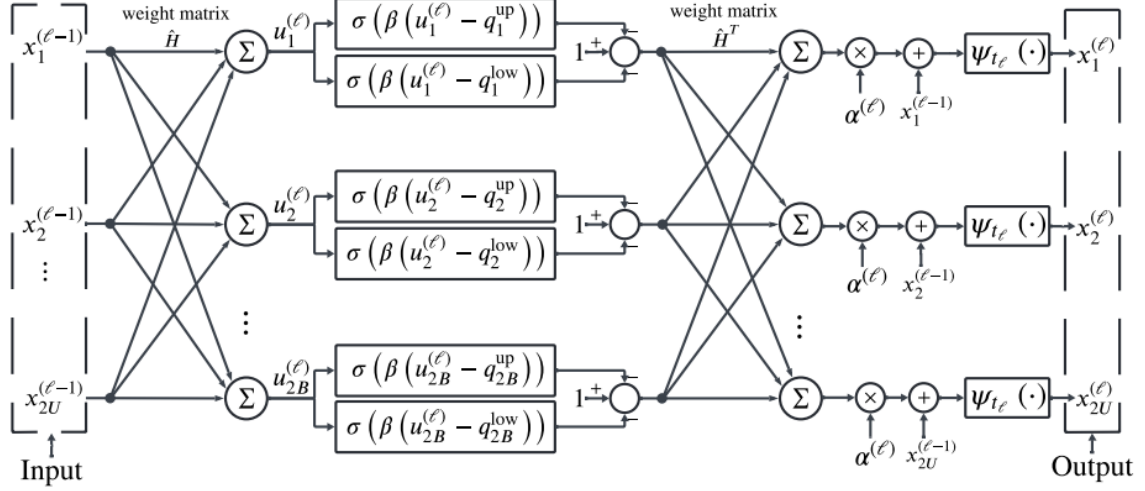 weight matrix
Ĥ
weight matrix
Ĥ^T
x_1^{(ℓ−1)}
Σ
u_1^{(ℓ)}
σ(β(u_1^{(ℓ)} − q_1^{up}))
σ(β(u_1^{(ℓ)} − q_1^{low}))
1
+
−
−
Σ
×
+
ψ_{t_ℓ}(·)
x_1^{(ℓ)}
α^{(ℓ)}
x_1^{(ℓ−1)}
x_2^{(ℓ−1)}
Σ
u_2^{(ℓ)}
σ(β(u_2^{(ℓ)} − q_2^{up}))
σ(β(u_2^{(ℓ)} − q_2^{low}))
1
+
−
−
Σ
×
+
ψ_{t_ℓ}(·)
x_2^{(ℓ)}
α^{(ℓ)}
x_2^{(ℓ−1)}
⋮
⋮
⋮
x_{2U}^{(ℓ−1)}
Σ
u_{2B}^{(ℓ)}
σ(β(u_{2B}^{(ℓ)} − q_{2B}^{up}))
σ(β(u_{2B}^{(ℓ)} − q_{2B}^{low}))
1
+
−
−
Σ
×
+
ψ_{t_ℓ}(·)
x_{2U}^{(ℓ)}
α^{(ℓ)}
x_{2U}^{(ℓ−1)}
Input
Output